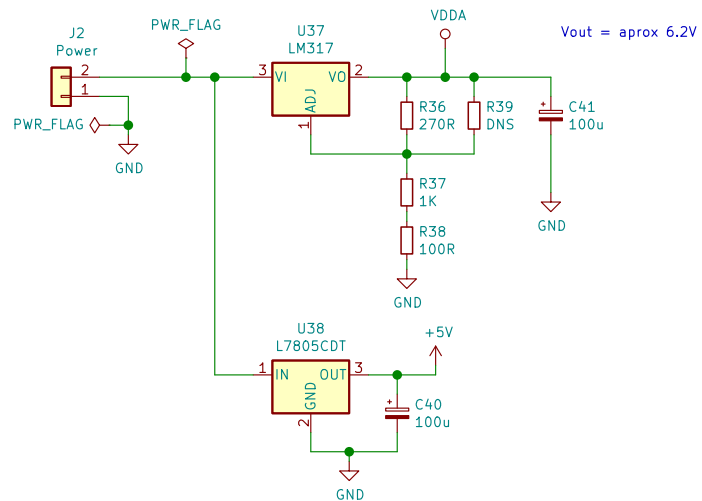 J2
Power
2
1
PWR_FLAG
GND
PWR_FLAG
U37
LM317
3
VI
VO
2
ADJ
1
VDDA
Vout = aprox 6.2V
R36
270R
R39
DNS
C41
100u
+
GND
R37
1K
R38
100R
GND
U38
L7805CDT
1
IN
OUT
3
GND
2
+5V
+
C40
100u
GND